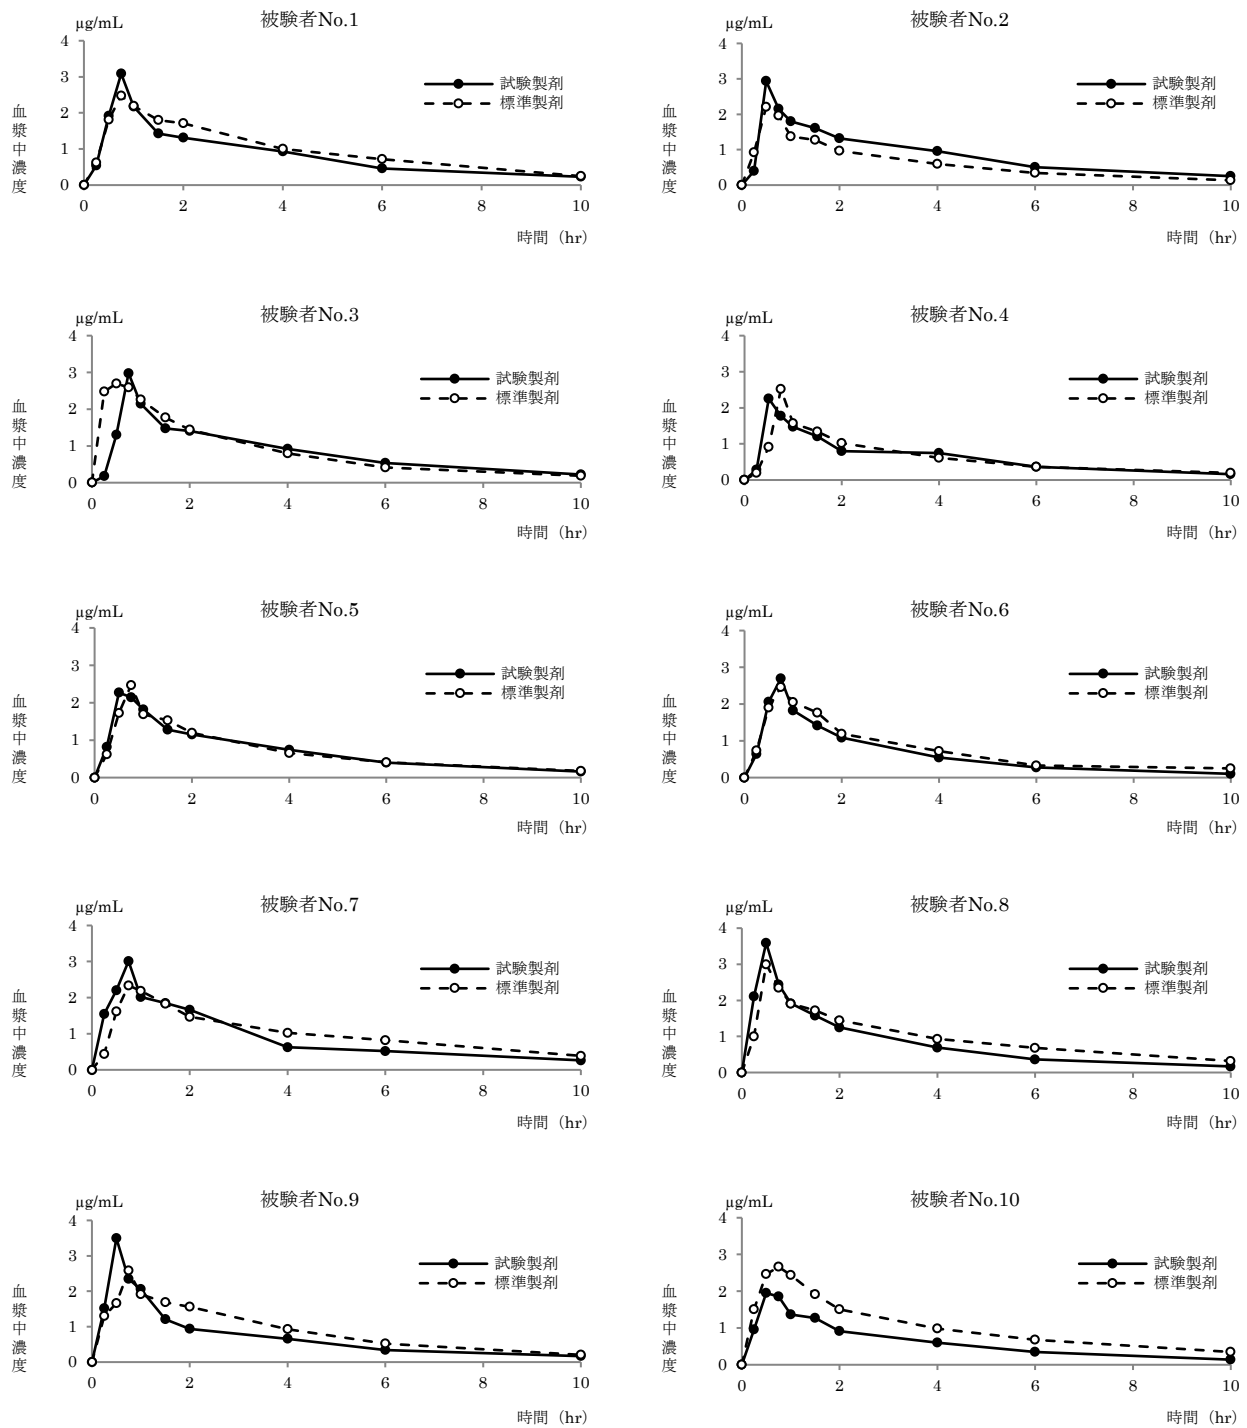 μg/mL
被験者No.1
4
3
2
1
0
血漿中濃度
試験製剤
標準製剤
0 2 4 6 8 10
時間（hr）
μg/mL
被験者No.2
4
3
2
1
0
試験製剤
標準製剤
0 2 4 6 8 10
時間（hr）
μg/mL
被験者No.3
4
3
2
1
0
血漿中濃度
試験製剤
標準製剤
0 2 4 6 8 10
時間（hr）
μg/mL
被験者No.4
4
3
2
1
0
血漿中濃度
試験製剤
標準製剤
0 2 4 6 8 10
時間（hr）
μg/mL
被験者No.5
4
3
2
1
0
血漿中濃度
試験製剤
標準製剤
0 2 4 6 8 10
時間（hr）
μg/mL
被験者No.6
4
3
2
1
0
血漿中濃度
試験製剤
標準製剤
0 2 4 6 8 10
時間（hr）
μg/mL
被験者No.7
4
3
2
1
0
血漿中濃度
試験製剤
標準製剤
0 2 4 6 8 10
時間（hr）
μg/mL
被験者No.8
4
3
2
1
0
血漿中濃度
試験製剤
標準製剤
0 2 4 6 8 10
時間（hr）
μg/mL
被験者No.9
4
3
2
1
0
血漿中濃度
試験製剤
標準製剤
0 2 4 6 8 10
時間（hr）
μg/mL
被験者No.10
4
3
2
1
0
血漿中濃度
試験製剤
標準製剤
0 2 4 6 8 10
時間（hr）